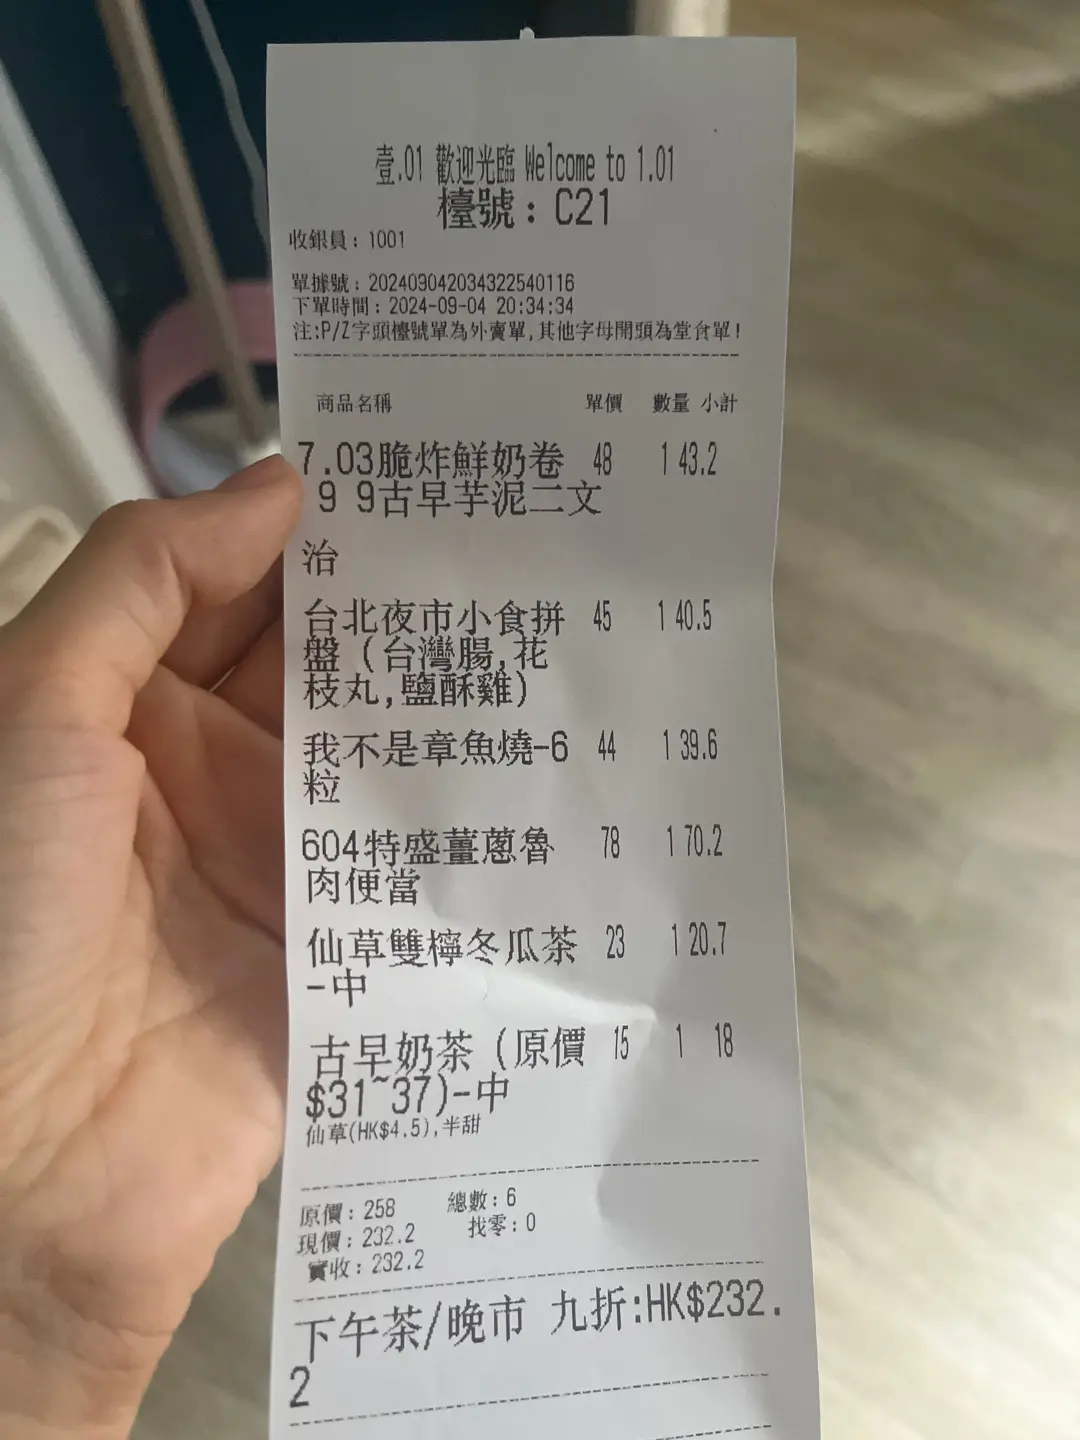 壹.01 歡迎光臨 Welcome to 1.01
檯號：C21
收銀員：1001
單據號：202409042034322540116
下單時間：2024-09-04 20:34:34
注:P/Z字頭檯號單為外賣單,其他字母開頭為堂食單!
商品名稱 單價 數量 小計
7.03脆炸鮮奶卷 48 1 43.2
9 9古早芋泥二文
治
台北夜市小食拼 45 1 40.5
盤（台灣腸,花
枝丸,鹽酥雞）
我不是章魚燒-6 44 1 39.6
粒
604特盛薑蔥魯 78 1 70.2
肉便當
仙草雙檸冬瓜茶 23 1 20.7
-中
古早奶茶（原價 15 1 18
$31~37)-中
仙草(HK$4.5),半甜
原價：258 總數：6
現價：232.2 找零：0
實收：232.2
下午茶/晚市 九折:HK$232.
2